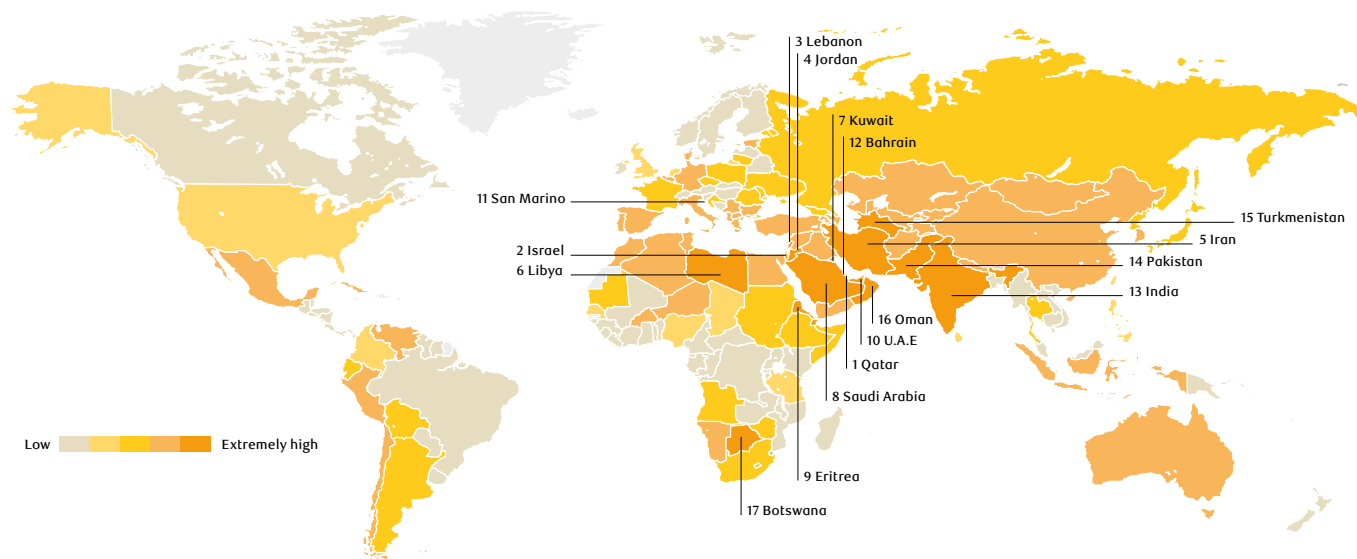 3 Lebanon
4 Jordan
7 Kuwait
12 Bahrain
11 San Marino
15 Turkmenistan
2 Israel
5 Iran
6 Libya
14 Pakistan
13 India
16 Oman
10 U.A.E
1 Qatar
8 Saudi Arabia
Low
Extremely high
9 Eritrea
17 Botswana